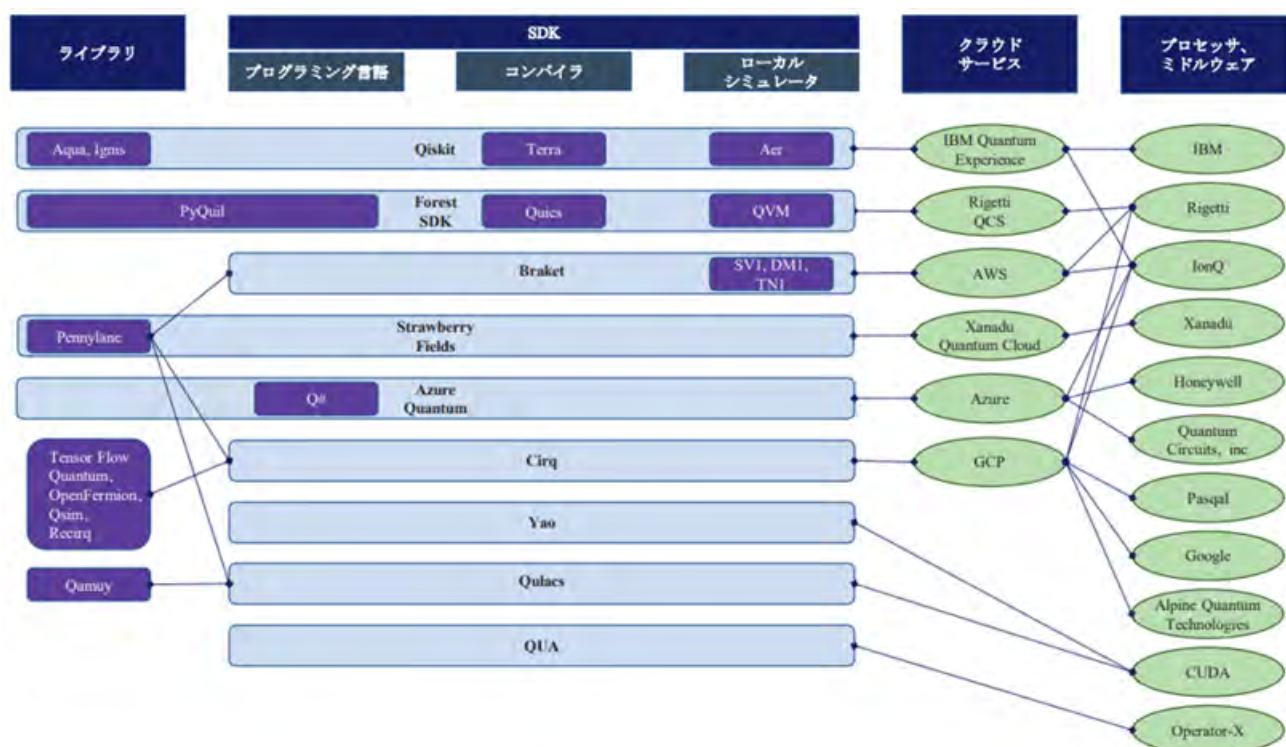 ライブラリ
SDK
プログラミング言語
コンパイラ
ローカル
シミュレータ
クラウド
サービス
プロセッサ、
ミドルウェア
Aqua, Ignis
Qiskit
Terra
Aer
IBM Quantum
Experience
IBM
PyQuil
Forest
SDK
Quics
QVM
Rigetti
QCS
Rigetti
Braket
SV1, DM1,
TN1
AWS
IonQ
Pennylane
Strawberry
Fields
Xanadu
Quantum Cloud
Xanadu
Q#
Azure
Quantum
Azure
Honeywell
Tensor Flow
Quantum,
OpenFermion,
Qsim,
Recirq
Cirq
GCP
Quantum
Circuits, inc
Pasqal
Yao
Google
Qamuy
Qulacs
Alpine Quantum
Technologies
QUA
CUDA
Operator-X